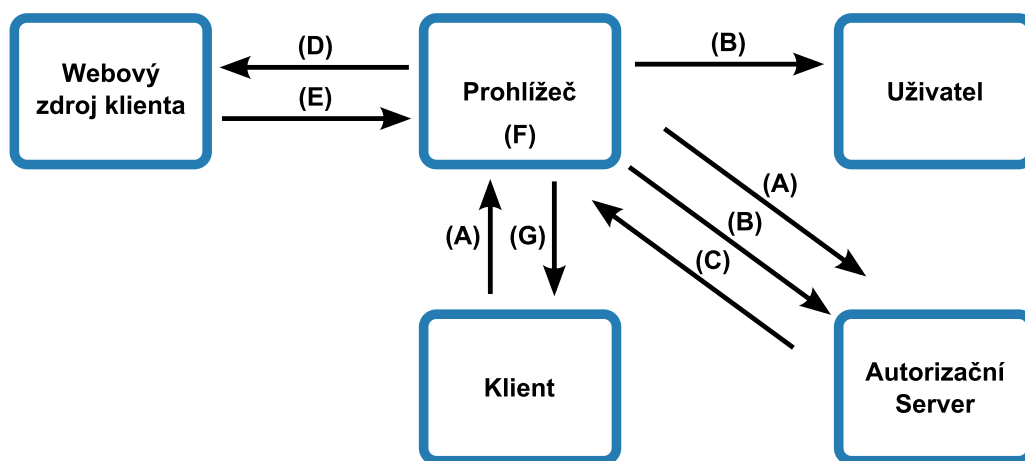 Webový
zdroj klienta
(D)
(E)
Prohlížeč
(F)
(B)
Uživatel
(A)
(B)
(C)
(A)
(G)
Klient
Autorizační
Server